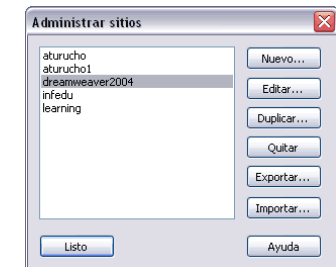 Administrar sitios
aturucho
aturucho1
dreamweaver2004
infedu
learning
Nuevo...
Editar...
Duplicar...
Quitar
Exportar...
Importar...
Listo
Ayuda